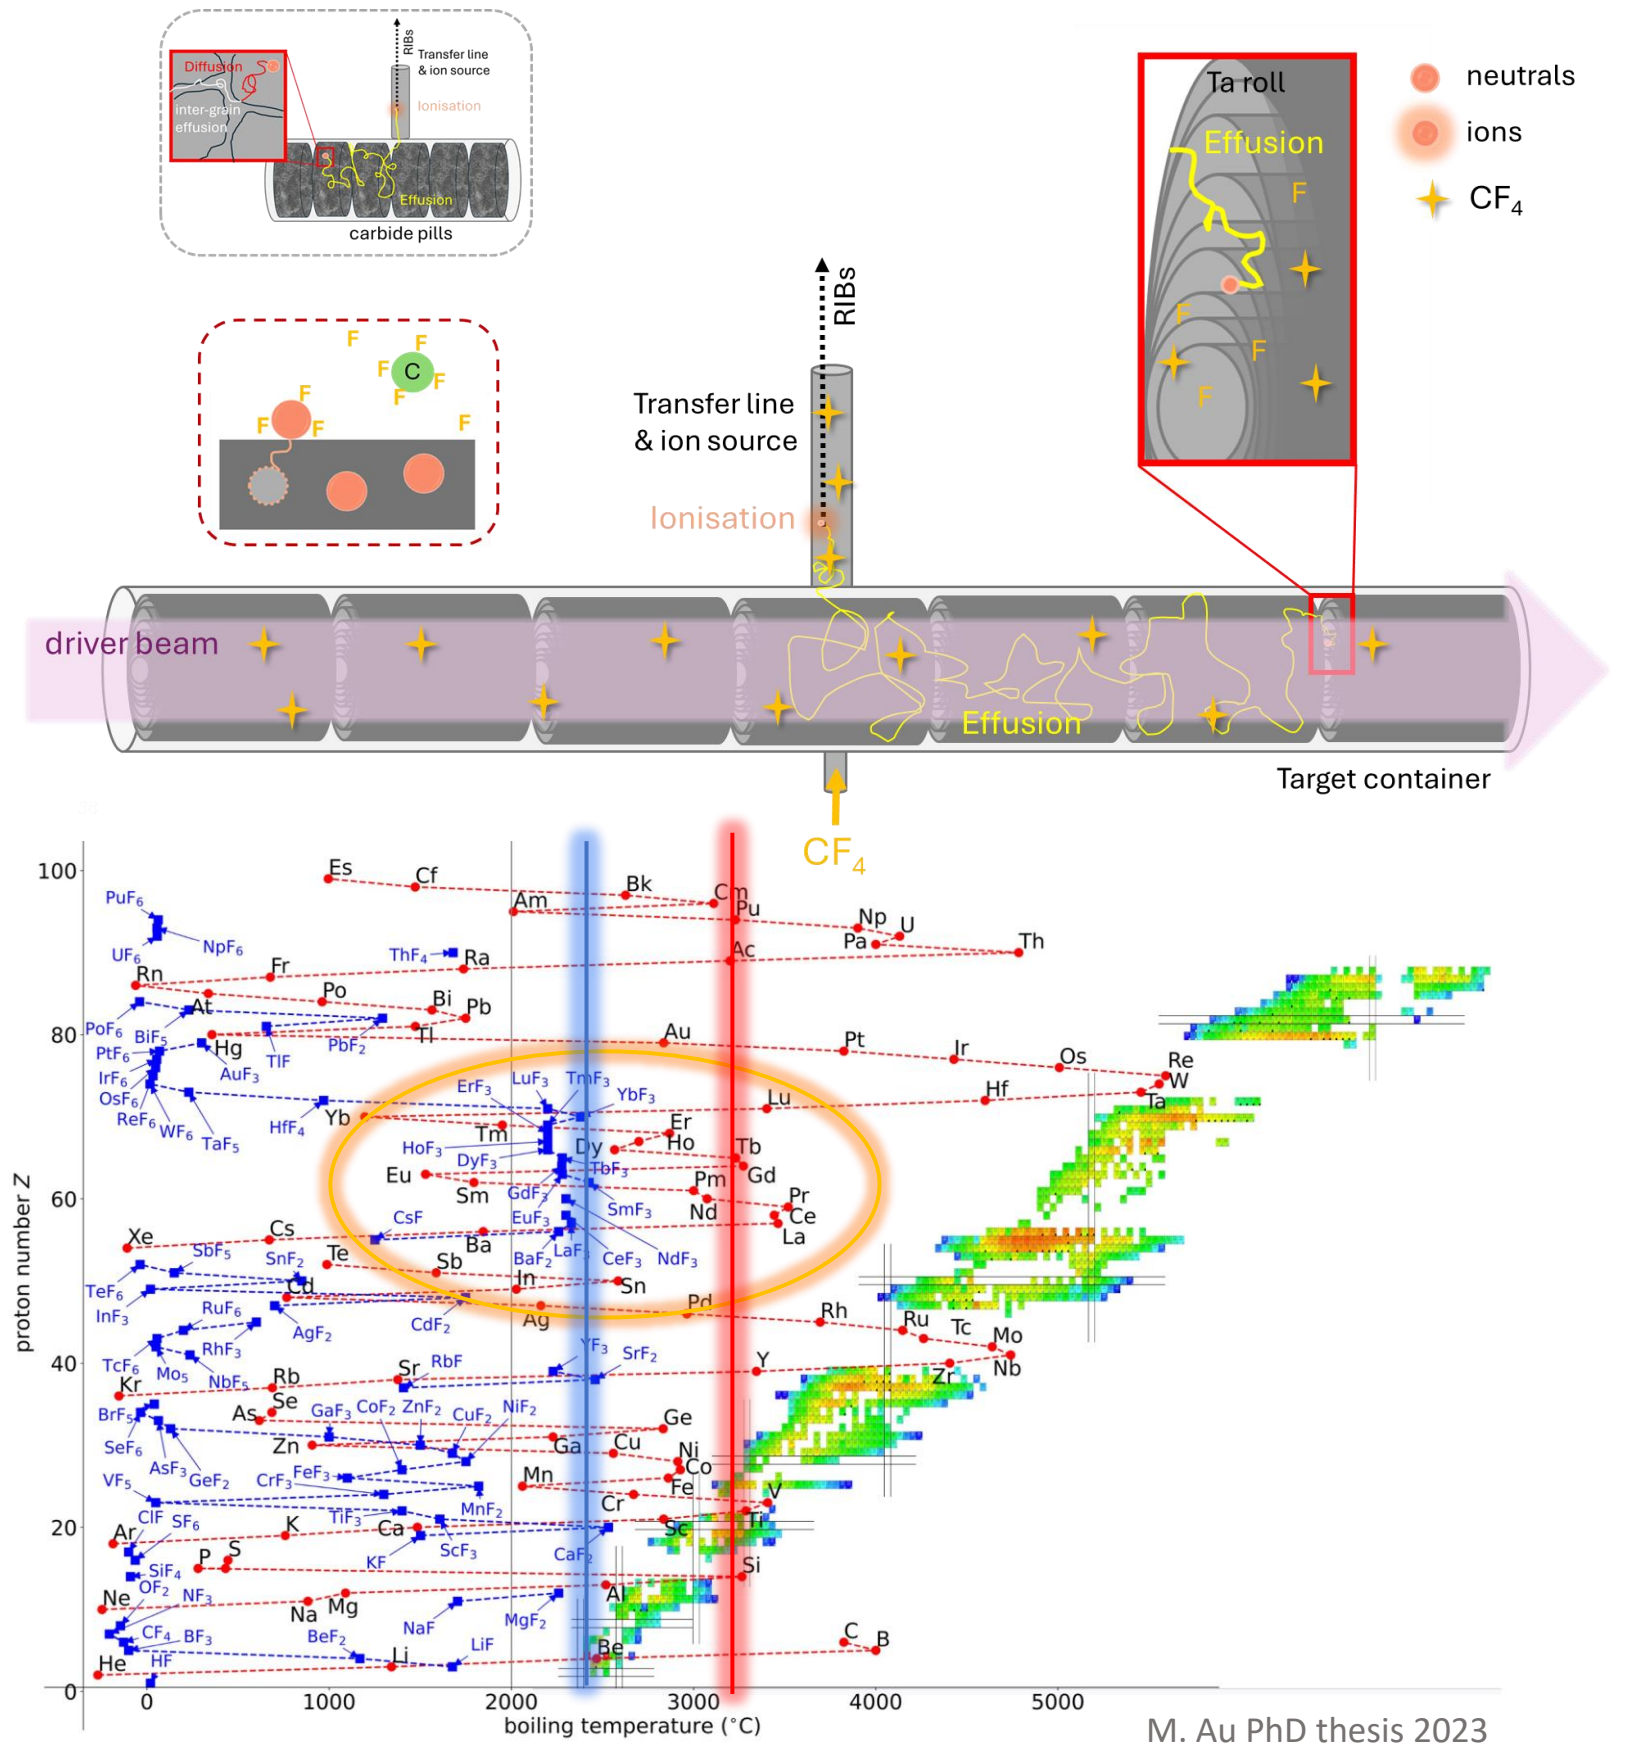 RIBs
Transfer line
& ion source
Ionisation
Diffusion
inter-grain
effusion
Effusion
carbide pills
F
F
F
C
F
F
F
F
F
F
RIBs
Transfer line
& ion source
Ionisation
Ta roll
Effusion
F
F
F
F
neutrals
ions
CF₄
driver beam
Effusion
Target container
CF₄
proton number Z
100
80
60
40
20
0
Es
Cf
Bk
Cm
Am
Pu
Np
U
Pa
Th
Ac
PuF₆
UF₆
NpF₆
ThF₄
Ra
Fr
Rn
Po
At
Bi
Pb
Tl
PoF₆
BiF₅
PbF₂
TlF
Hg
Au
Pt
Ir
Os
Re
W
Ta
PtF₆
IrF₆
OsF₆
ReF₆
WF₆
TaF₅
AuF₃
HfF₄
Hf
Lu
Yb
ErF₃
LuF₃
TmF₃
YbF₃
Tm
Er
Ho
Dy
HoF₃
DyF₃
TbF₃
Tb
Gd
Eu
Sm
Pm
Nd
GdF₃
SmF₃
EuF₃
Pr
Ce
La
CsF
Cs
Xe
Ba
BaF₂
LaF₃
CeF₃
NdF₃
SbF₅
SnF₂
Te
Sb
In
Sn
TeF₆
InF₃
Cd
RuF₆
RhF₃
AgF₂
CdF₂
Ag
Pd
Rh
Ru
Tc
Mo
Nb
Zr
TcF₆
Mo₅
NbF₅
YF₃
SrF₂
Y
Sr
RbF
Rb
Kr
Se
As
BrF₅
SeF₆
AsF₃
GeF₂
GaF₃
CoF₂
ZnF₂
CuF₂
NiF₂
Ge
Ga
Zn
Cu
Ni
Co
Fe
Mn
Cr
V
Ti
VF₅
CrF₃
FeF₃
MnF₂
TiF₃
ScF₃
Sc
Ca
K
Ar
ClF
SF₆
KF
CaF₂
P
S
Si
SiF₄
OF₂
NF₃
Ne
Na
Mg
Al
NaF
MgF₂
CF₄
BF₃
BeF₂
LiF
Li
Be
C
B
He
HF
0
1000
2000
3000
4000
5000
boiling temperature (°C)
M. Au PhD thesis 2023